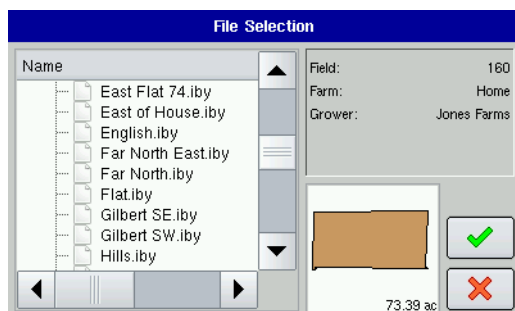 File Selection
Name
East Flat 74.iby
East of House.iby
English.iby
Far North East.iby
Far North.iby
Flat.iby
Gilbert SE.iby
Gilbert SW.iby
Hills.iby
Field: 160
Farm: Home
Grower: Jones Farms
73.39 ac